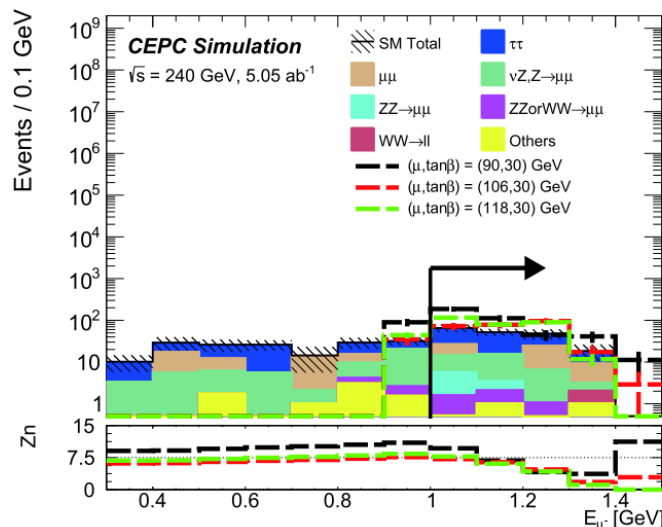 10⁹
10⁸
10⁷
10⁶
10⁵
10⁴
10³
10²
10
1
Events / 0.1 GeV
CEPC Simulation
√s = 240 GeV, 5.05 ab⁻¹
SM Total
ττ
μμ
νZ,Z→μμ
ZZ→μμ
ZZorWW→μμ
WW→ll
Others
(μ,tanβ) = (90,30) GeV
(μ,tanβ) = (106,30) GeV
(μ,tanβ) = (118,30) GeV
15
7.5
0
Zn
0.4 0.6 0.8 1 1.2 1.4
E_μ⁻ [GeV]